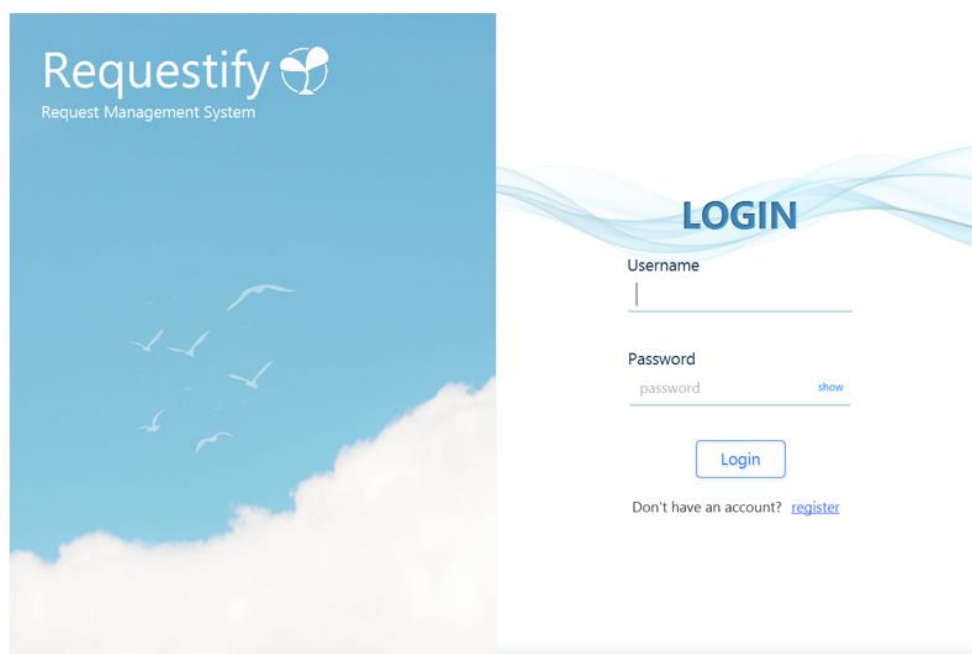 Requestify
Request Management System
LOGIN
Username
Password
password show
Login
Don't have an account? register